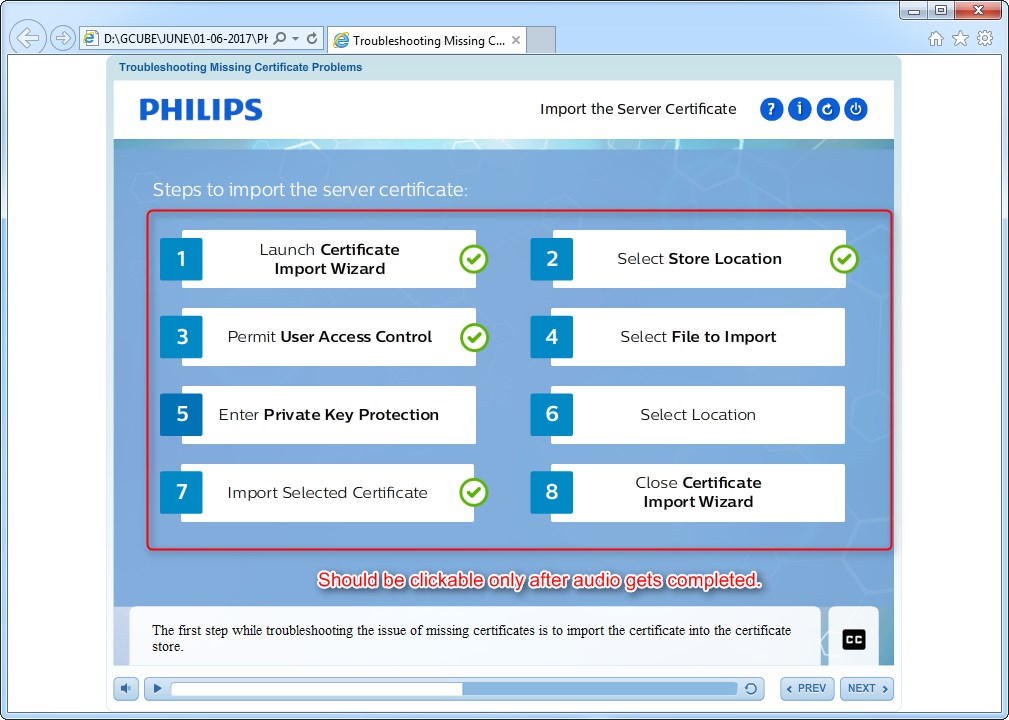 D:\GCUBE\JUNE\01-06-2017\PI
Troubleshooting Missing C...
Troubleshooting Missing Certificate Problems
PHILIPS
Import the Server Certificate
?
i
Steps to import the server certificate:
1
Launch Certificate
Import Wizard
2
Select Store Location
3
Permit User Access Control
4
Select File to Import
5
Enter Private Key Protection
6
Select Location
7
Import Selected Certificate
8
Close Certificate
Import Wizard
Should be clickable only after audio gets completed.
The first step while troubleshooting the issue of missing certificates is to import the certificate into the certificate
store.
CC
PREV
NEXT